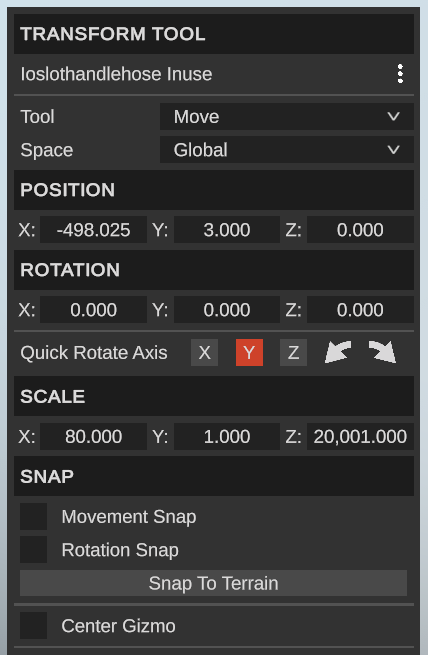 TRANSFORM TOOL
Ioslothandlehose Inuse
Tool Move
Space Global
POSITION
X: -498.025 Y: 3.000 Z: 0.000
ROTATION
X: 0.000 Y: 0.000 Z: 0.000
Quick Rotate Axis X Y Z
SCALE
X: 80.000 Y: 1.000 Z: 20,001.000
SNAP
Movement Snap
Rotation Snap
Snap To Terrain
Center Gizmo